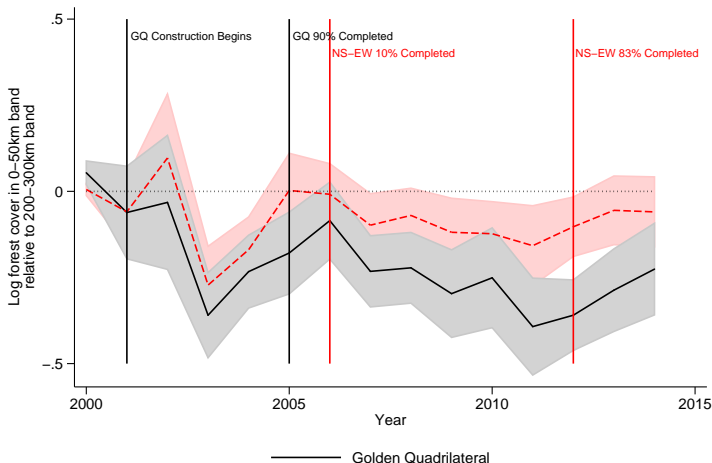 .5
GQ Construction Begins
GQ 90% Completed
NS–EW 10% Completed
NS–EW 83% Completed
Log forest cover in 0–50km band
relative to 200–300km band
0
–.5
2000
2005
2010
2015
Year
Golden Quadrilateral